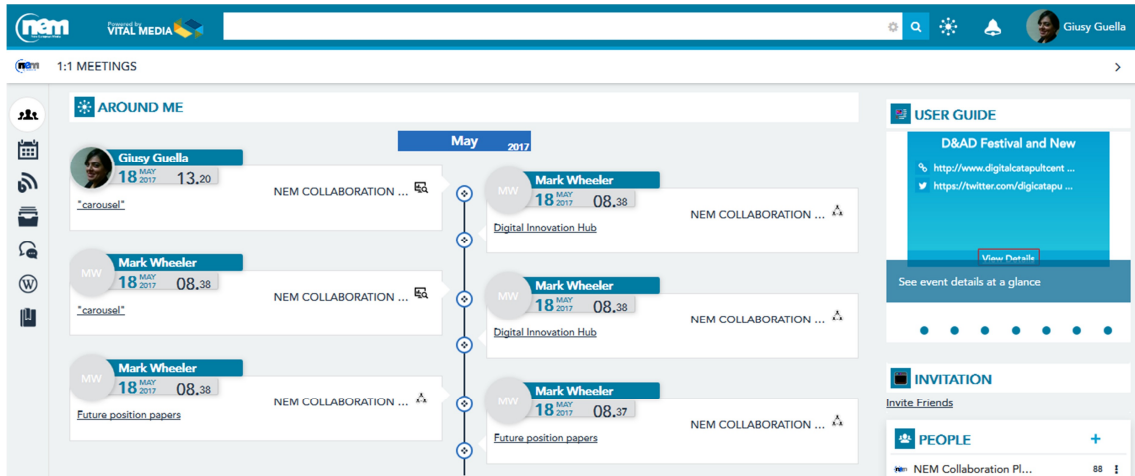 nem
Powered by
VITAL MEDIA
Giusy Guella
nem
1:1 MEETINGS
AROUND ME
May 2017
Giusy Guella
18 MAY 2017 13.20
NEM COLLABORATION ...
"carousel"
Mark Wheeler
MW
18 MAY 2017 08.38
NEM COLLABORATION ...
Digital Innovation Hub
Mark Wheeler
MW
18 MAY 2017 08.38
NEM COLLABORATION ...
"carousel"
Mark Wheeler
MW
18 MAY 2017 08.38
NEM COLLABORATION ...
Digital Innovation Hub
Mark Wheeler
MW
18 MAY 2017 08.38
NEM COLLABORATION ...
Future position papers
Mark Wheeler
MW
18 MAY 2017 08.37
NEM COLLABORATION ...
Future position papers
USER GUIDE
D&AD Festival and New
http://www.digitalcatapultcent ...
https://twitter.com/digicatapu ...
View Details
See event details at a glance
INVITATION
Invite Friends
PEOPLE +
nem NEM Collaboration Pl... 88